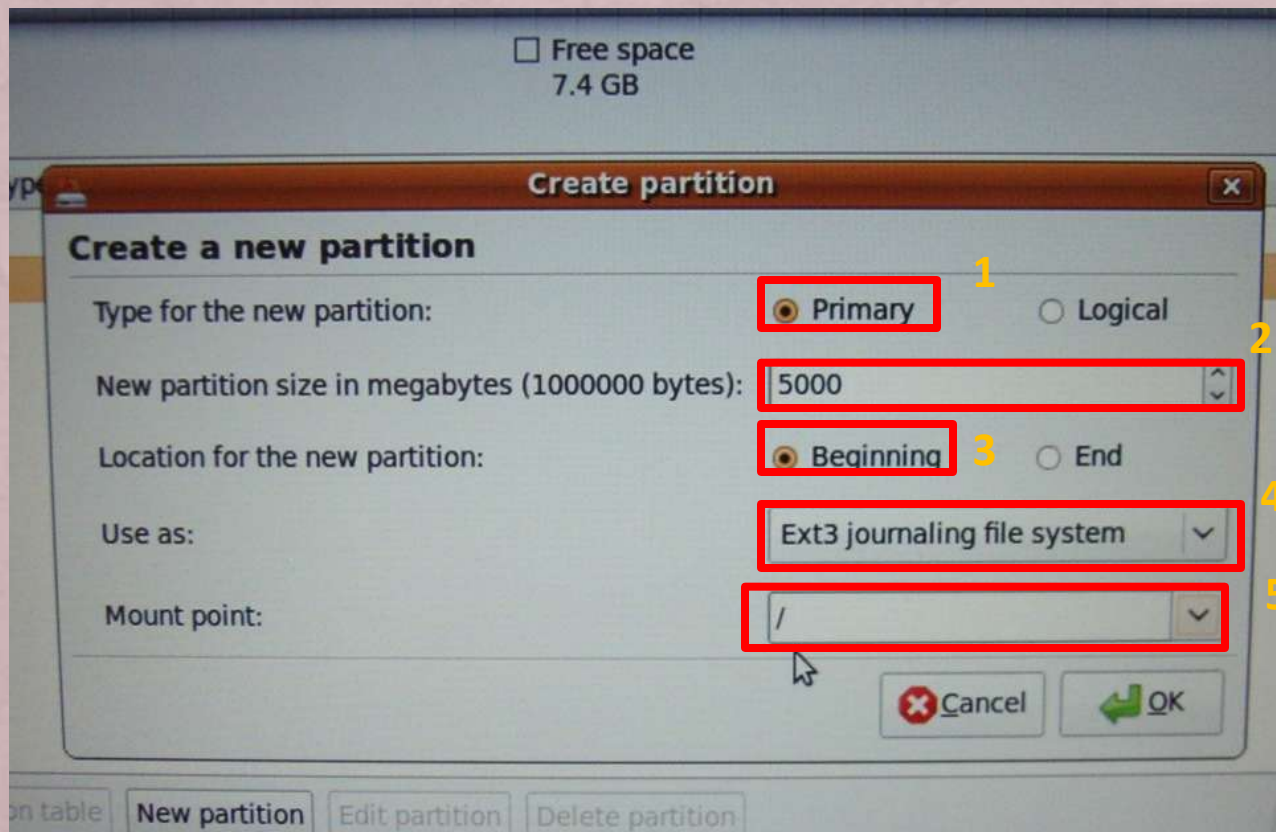 Free space
7.4 GB
Create partition
Create a new partition
1
Type for the new partition: Primary Logical
2
New partition size in megabytes (1000000 bytes): 5000
Location for the new partition: Beginning 3 End
4
Use as: Ext3 journaling file system
5
Mount point: /
Cancel OK
table New partition Edit partition Delete partition